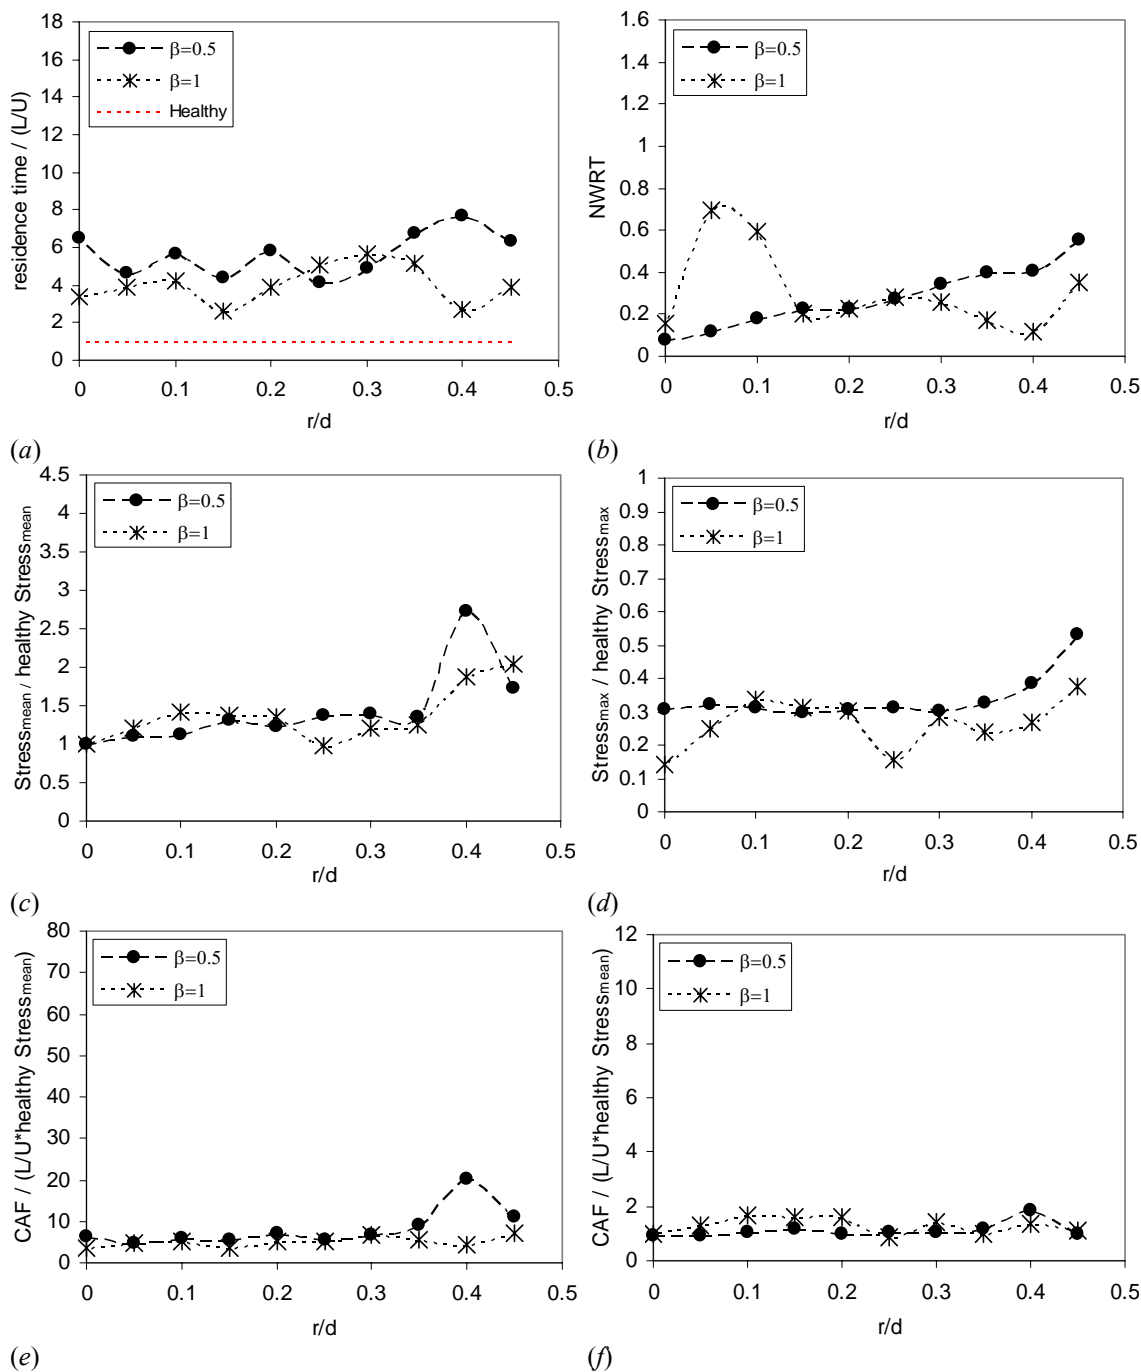 18
16
14
12
10
8
6
4
2
0
residence time / (L/U)
β=0.5
β=1
Healthy
0 0.1 0.2 0.3 0.4 0.5
r/d
(a)
1.6
1.4
1.2
1
0.8
0.6
0.4
0.2
0
NWRT
β=0.5
β=1
0 0.1 0.2 0.3 0.4 0.5
r/d
(b)
4.5
4
3.5
3
2.5
2
1.5
1
0.5
0
Stressmean / healthy Stressmean
β=0.5
β=1
0 0.1 0.2 0.3 0.4 0.5
r/d
(c)
1
0.9
0.8
0.7
0.6
0.5
0.4
0.3
0.2
0.1
0
Stressmax / healthy Stressmax
β=0.5
β=1
0 0.1 0.2 0.3 0.4 0.5
r/d
(d)
80
70
60
50
40
30
20
10
0
CAF / (L/U*healthy Stressmean)
β=0.5
β=1
0 0.1 0.2 0.3 0.4 0.5
r/d
(e)
12
10
8
6
4
2
0
CAF / (L/U*healthy Stressmean)
β=0.5
β=1
0 0.1 0.2 0.3 0.4 0.5
r/d
(f)